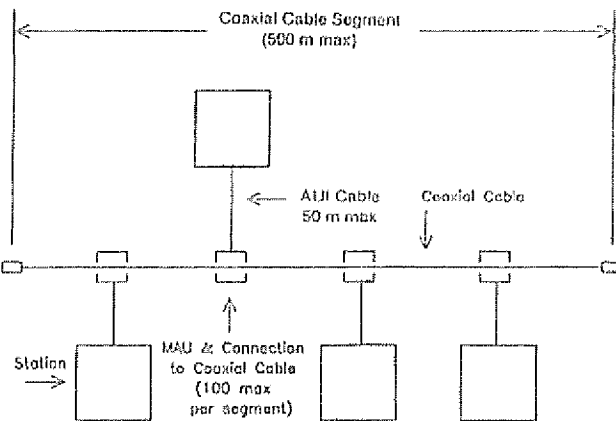 Coaxial Cable Segment
(500 m max)
AUI Cable
50 m max
Coaxial Cable
Station
MAU & Connection
to Coaxial Cable
(100 max
per segment)